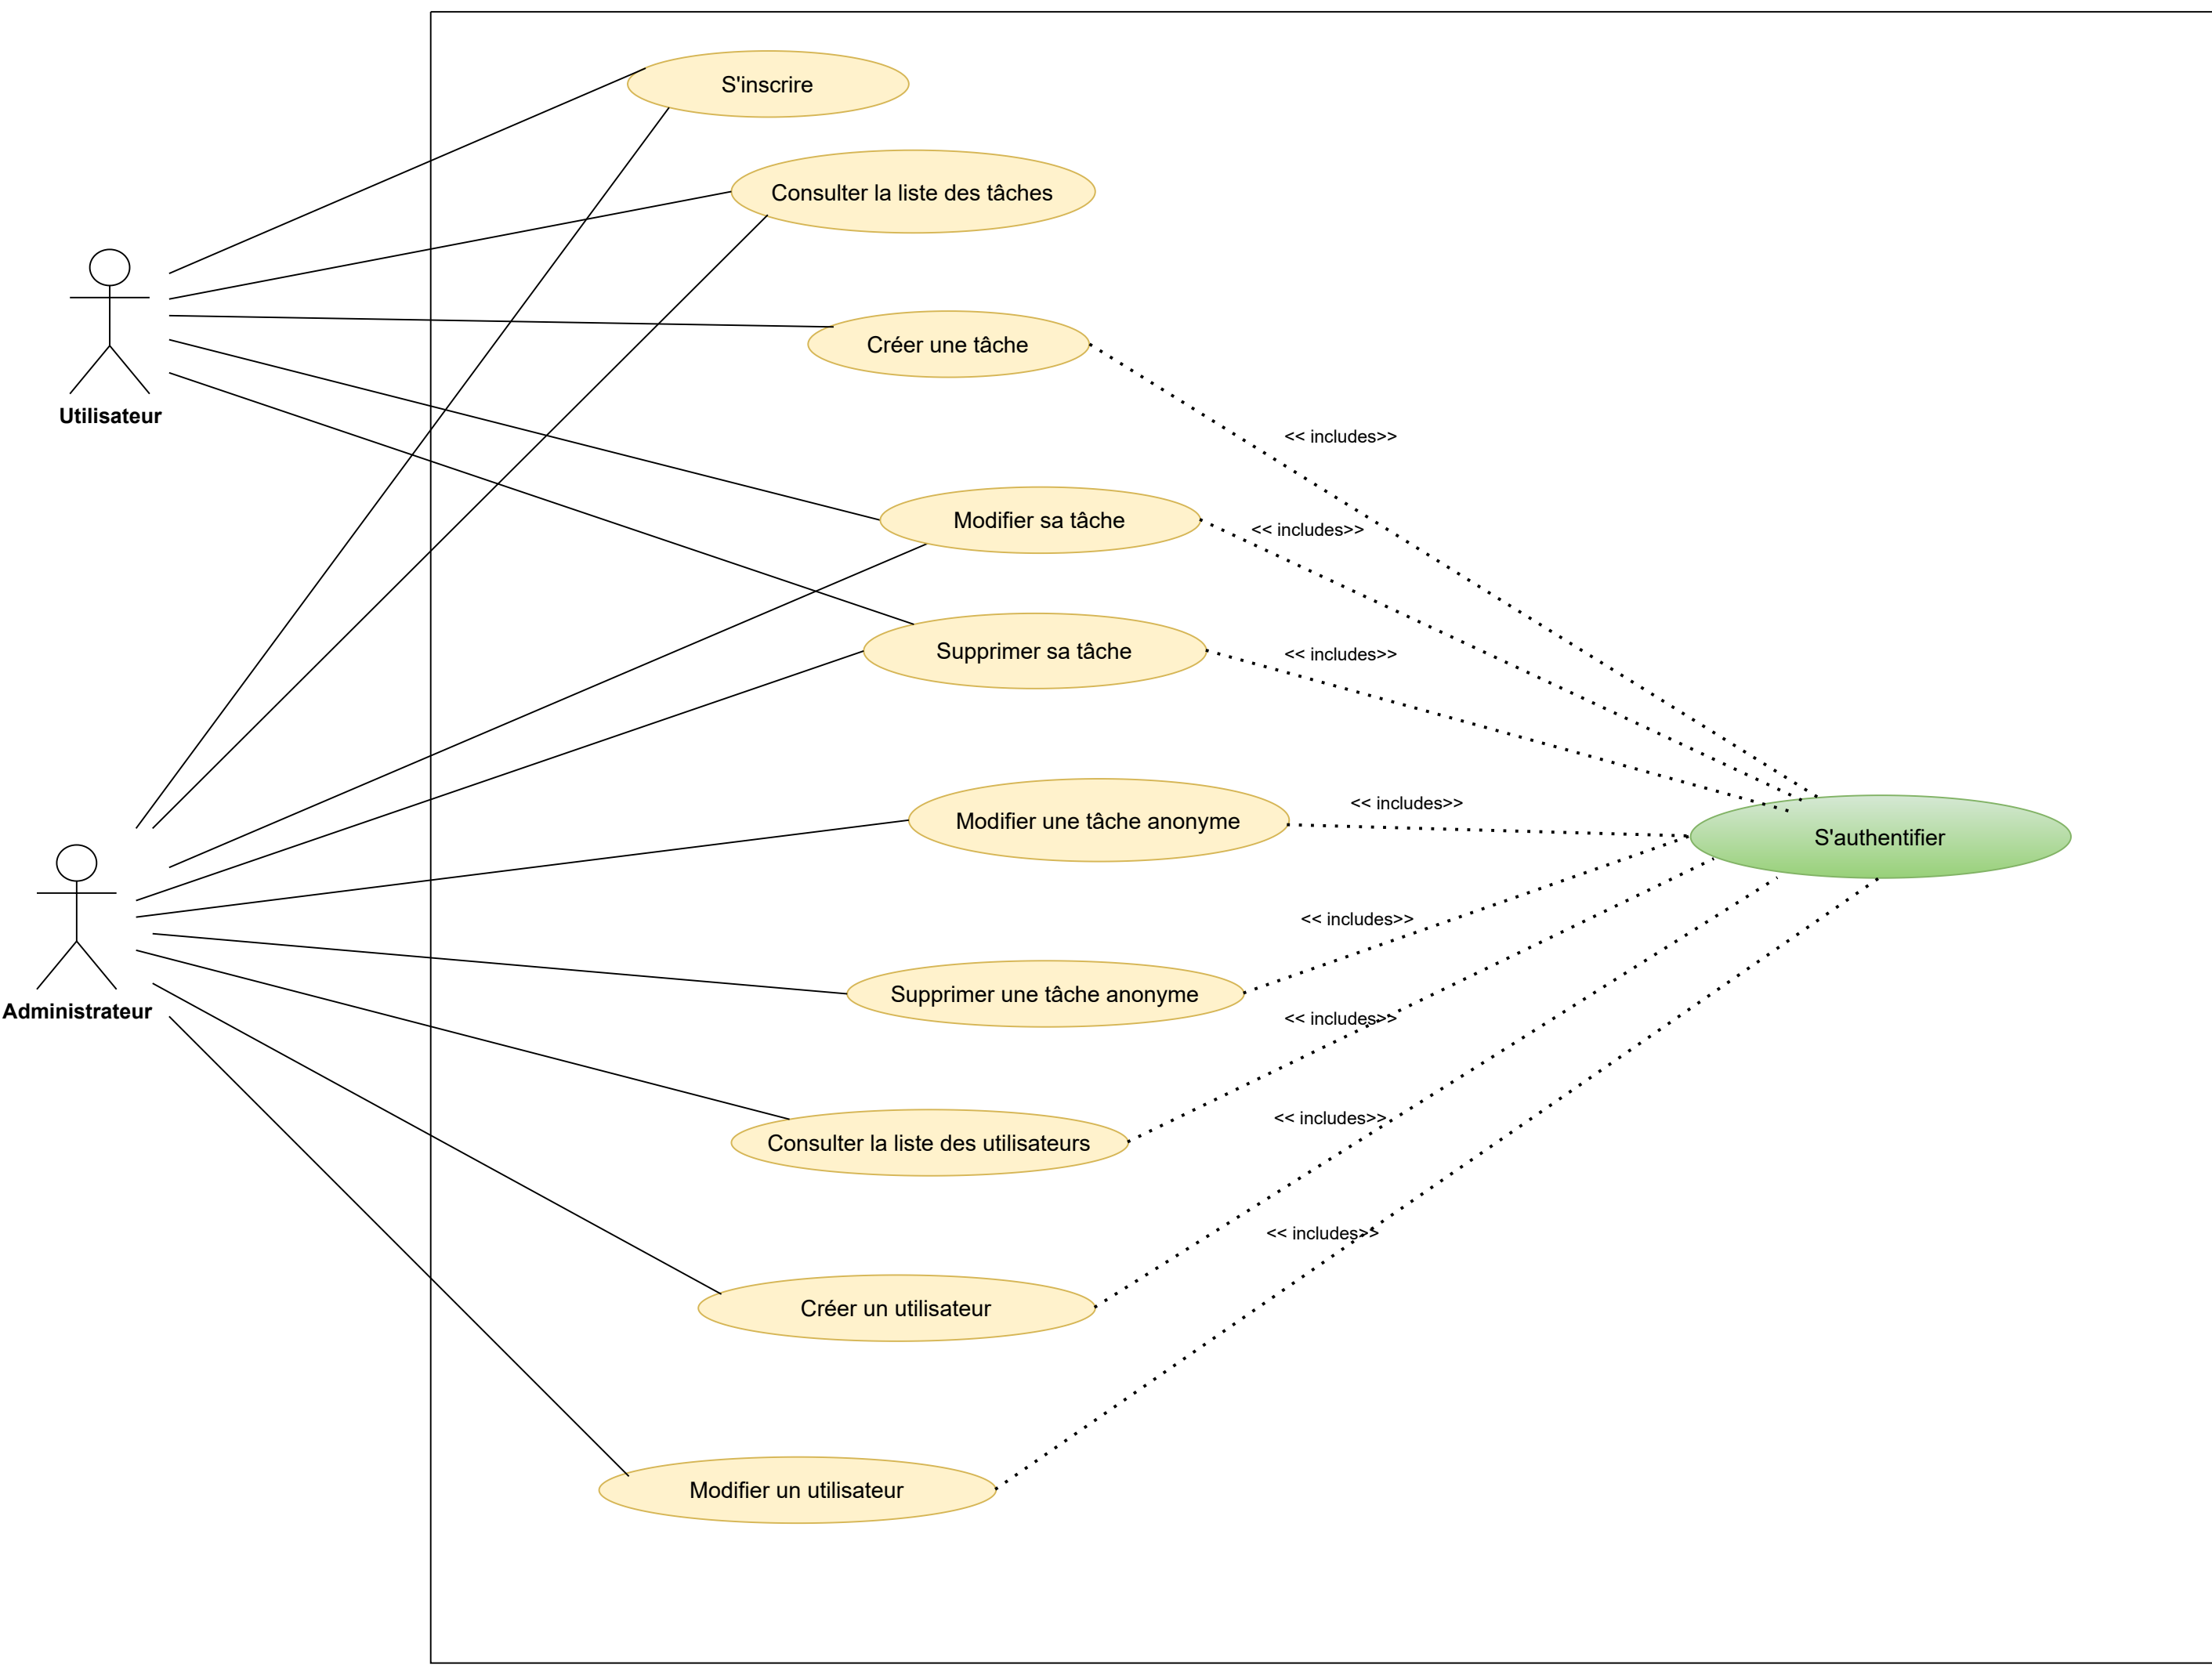 S'inscrire
Consulter la liste des tâches
Utilisateur
Créer une tâche
<< includes>>
Modifier sa tâche
<< includes>>
Supprimer sa tâche
<< includes>>
Modifier une tâche anonyme
<< includes>>
S'authentifier
Administrateur
Supprimer une tâche anonyme
<< includes>>
<< includes>>
Consulter la liste des utilisateurs
<< includes>>
Créer un utilisateur
<< includes>>
Modifier un utilisateur